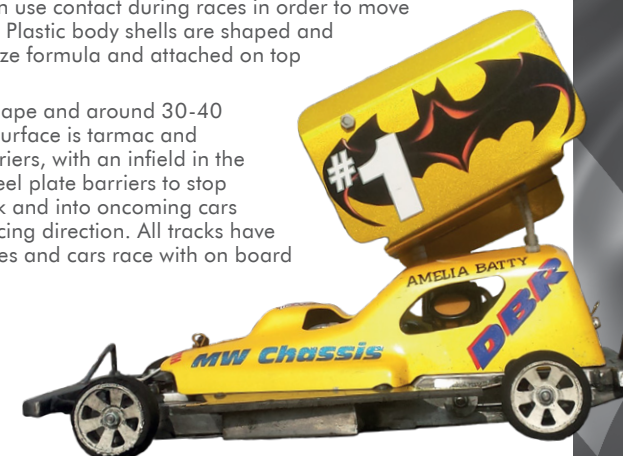 n use contact during races in order to move
Plastic body shells are shaped and
ze formula and attached on top
ape and around 30-40
urface is tarmac and
riers, with an infield in the
eel plate barriers to stop
k and into oncoming cars
cing direction. All tracks have
es and cars race with on board
#1
AMELIA BATTY
DBR
MW Chassis